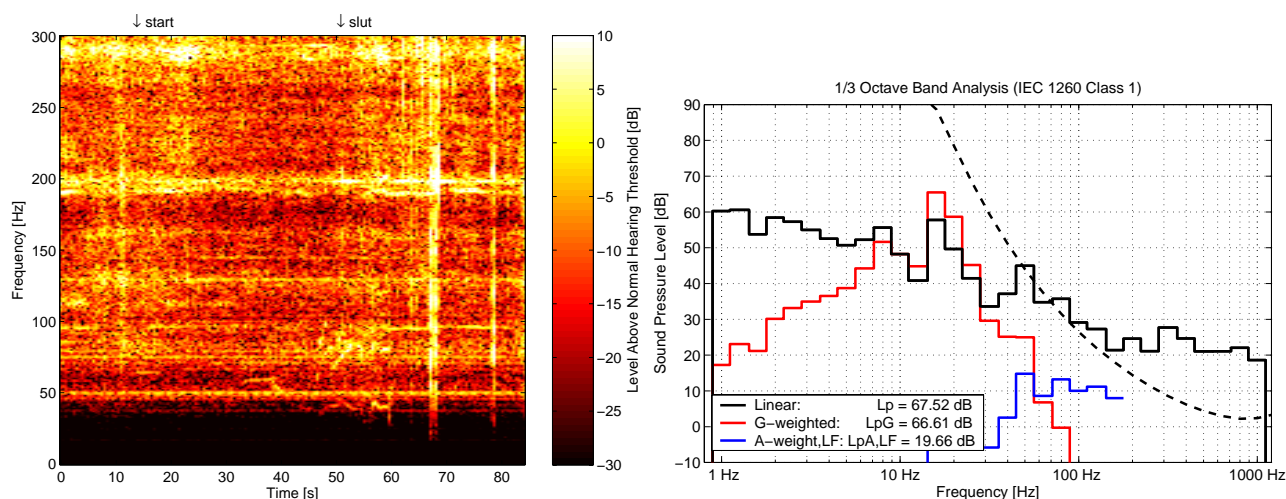 ↓ start
↓ slut
300
250
200
150
100
50
0
Frequency [Hz]
0 10 20 30 40 50 60 70 80
Time [s]
10
5
0
−5
−10
−15
−20
−25
−30
Level Above Normal Hearing Threshold [dB]
1/3 Octave Band Analysis (IEC 1260 Class 1)
90
80
70
60
50
40
30
20
10
0
−10
Sound Pressure Level [dB]
Linear: Lp = 67.52 dB
G−weighted: LpG = 66.61 dB
A−weight,LF: LpA,LF = 19.66 dB
1 Hz 10 Hz 100 Hz 1000 Hz
Frequency [Hz]